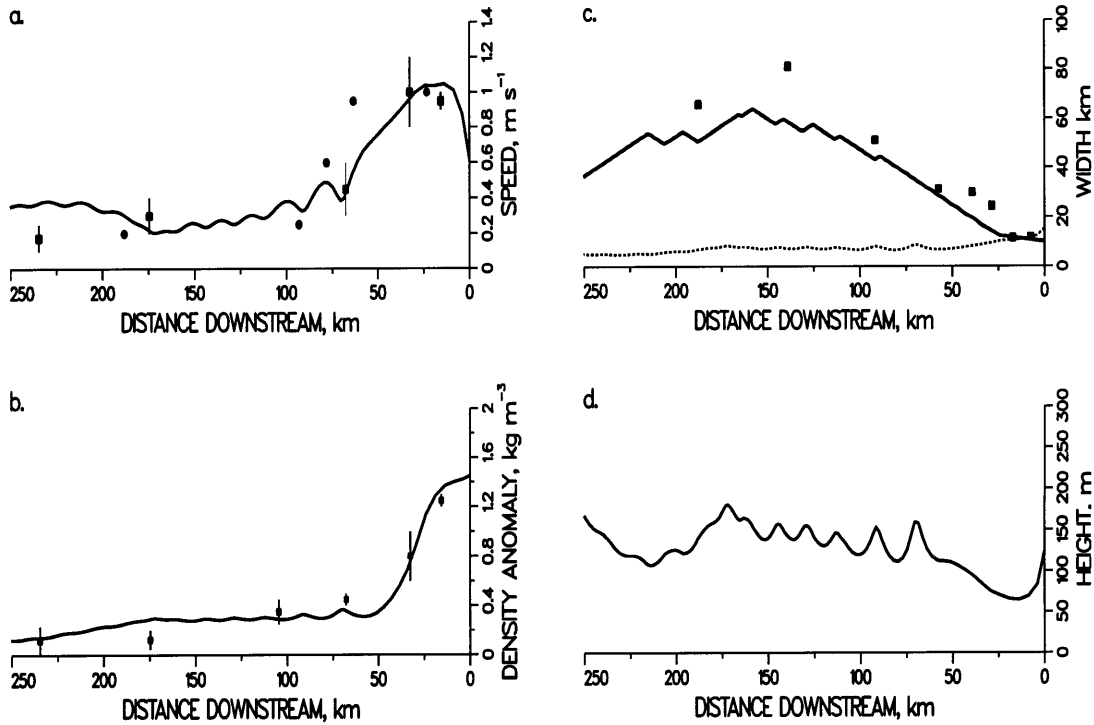 a.
0 0.2 0.4 0.6 0.8 1 1.2 1.4
SPEED, m s⁻¹
250 200 150 100 50 0
DISTANCE DOWNSTREAM, km
b.
0 0.4 0.8 1.2 1.6 2
DENSITY ANOMALY, kg m⁻³
250 200 150 100 50 0
DISTANCE DOWNSTREAM, km
c.
0 20 40 60 80 100
WIDTH km
250 200 150 100 50 0
DISTANCE DOWNSTREAM, km
d.
0 50 100 150 200 250 300
HEIGHT. m
250 200 150 100 50 0
DISTANCE DOWNSTREAM, km